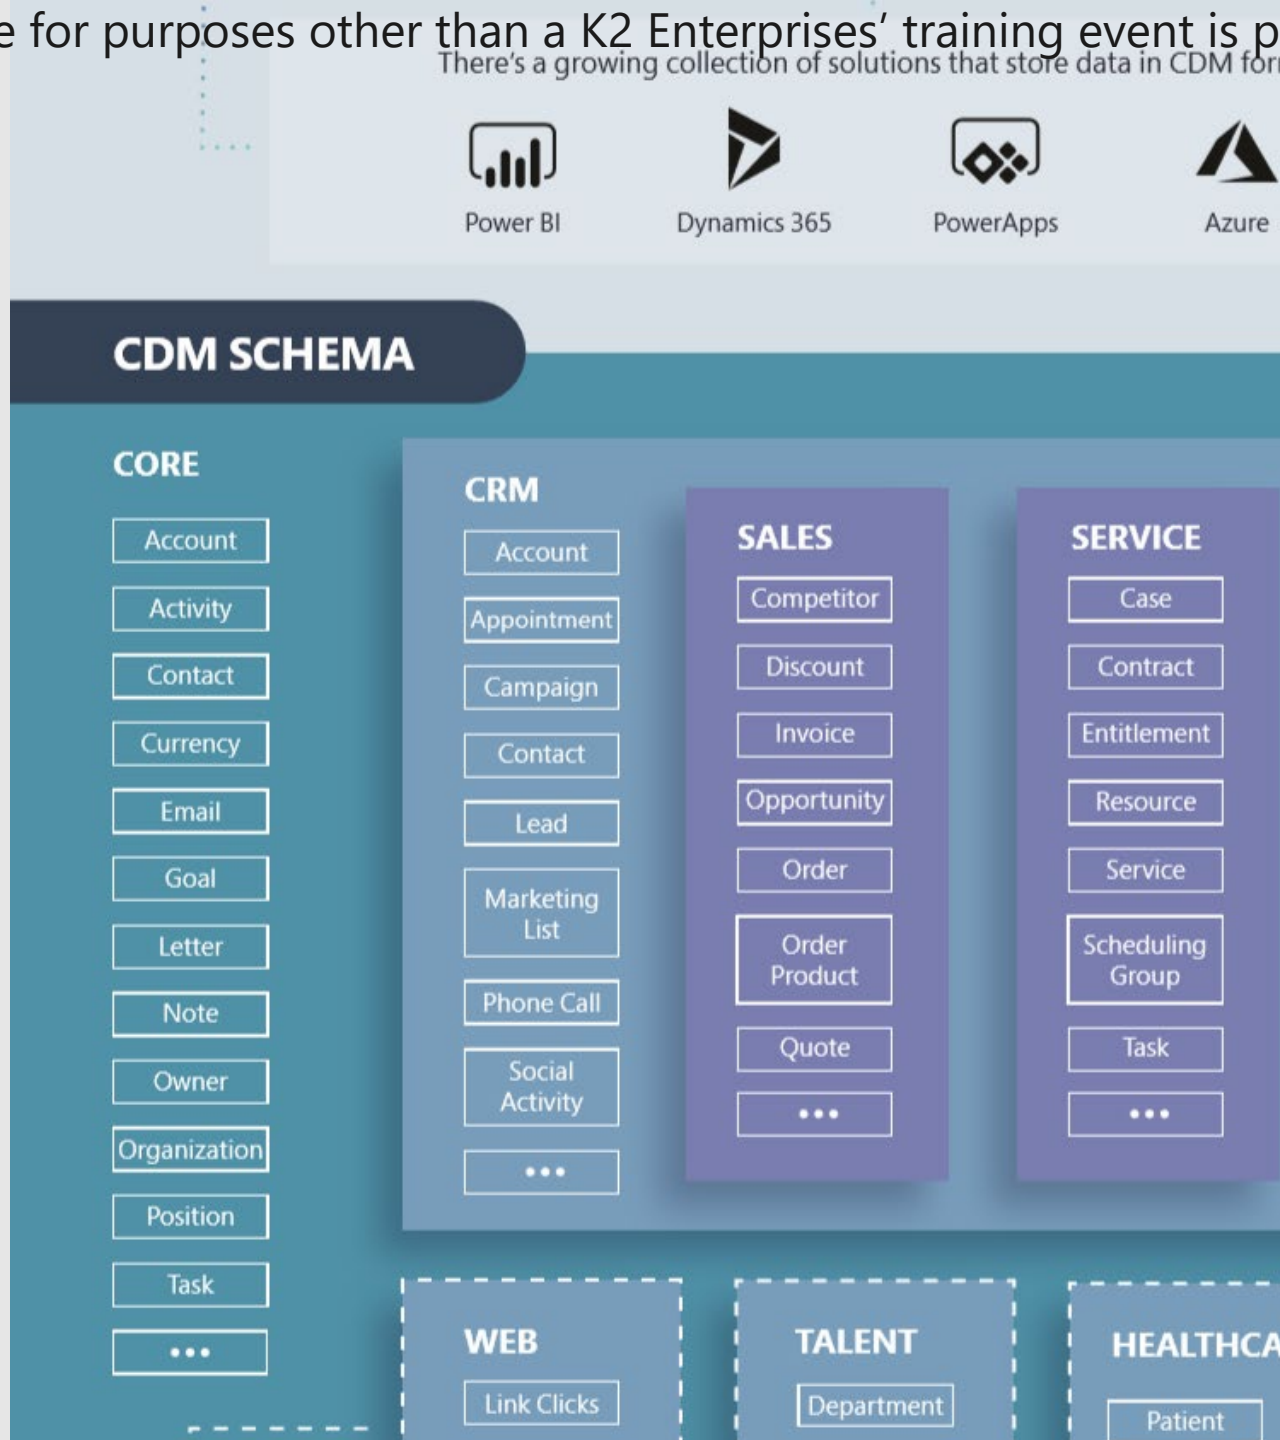 e for purposes other than a K2 Enterprises’ training event is p
There's a growing collection of solutions that store data in CDM for
Power BI
Dynamics 365
PowerApps
Azure
CDM SCHEMA
CORE
Account
Activity
Contact
Currency
Email
Goal
Letter
Note
Owner
Organization
Position
Task
•••
CRM
Account
Appointment
Campaign
Contact
Lead
Marketing
List
Phone Call
Social
Activity
•••
SALES
Competitor
Discount
Invoice
Opportunity
Order
Order
Product
Quote
•••
SERVICE
Case
Contract
Entitlement
Resource
Service
Scheduling
Group
Task
•••
WEB
Link Clicks
TALENT
Department
HEALTHCA
Patient